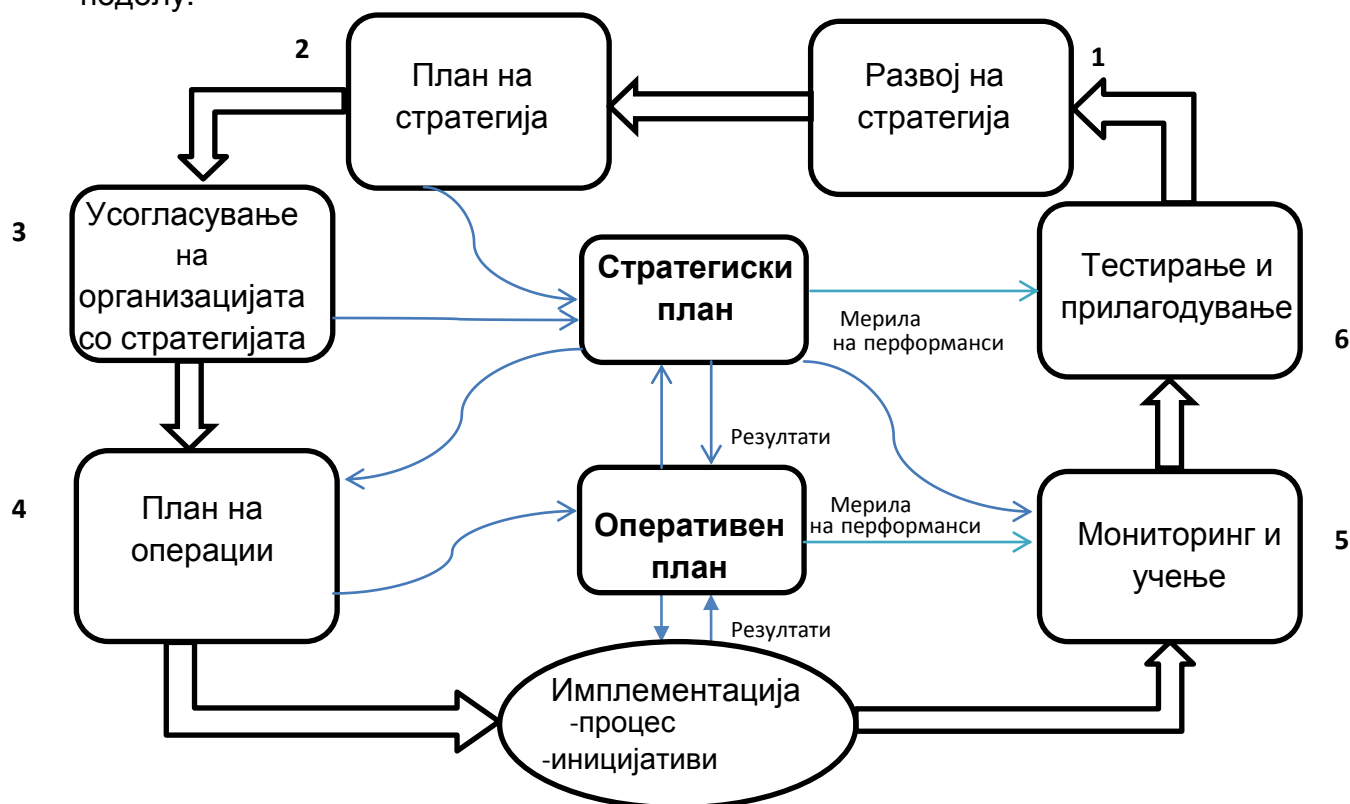 подолу:
2
План на
стратегија
Развој на
стратегија
1
3
Усогласување
на
организацијата
со стратегијата
Стратегиски
план
Мерила
на перформанси
Тестирање и
прилагодување
6
Резултати
4
План на
операции
Оперативен
план
Мерила
на перформанси
Мониторинг и
учење
5
Резултати
Имплементација
-процес
-иницијативи